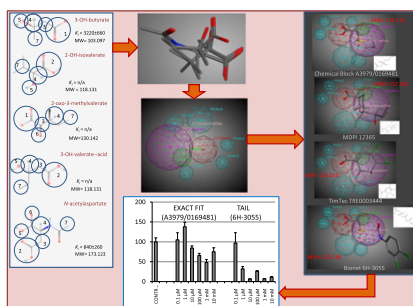 3-OH-butyrate
Ki = 3220±660
MW= 103.097
2-OH-isovalerate
Ki = n/a
MW= 118.131
2-oxo-3-methylvalerate
Ki = n/a
MW=130.142
3-OH-valerate-acid
Ki = n/a
MW= 118.131
N-acetylaspartate
Ki = 840±260
MW= 173.123
Chemical Block A3979/0169481
MDPI 12365
TimTec TRE0003444
Bionet 6H-3055
EXACT FIT
(A3979/0169481)
TAIL
(6H-3055)
200
150
100
50
0
CONTR.
0.1 µM
1 µM
10 µM
100 µM
1 mM
10 mM
0.1 µM
1 µM
10 µM
100 µM
1 mM
10 mM